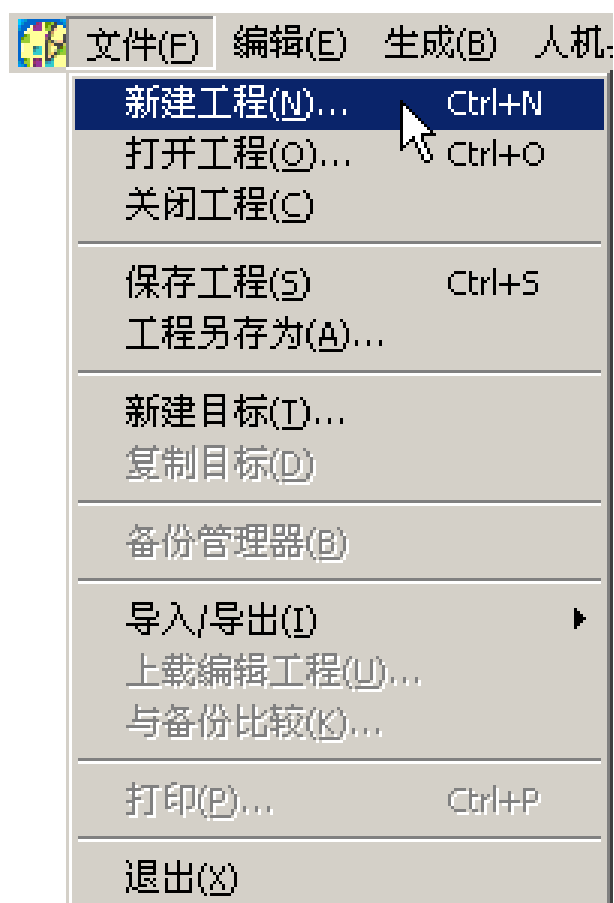 文件(F) 编辑(E) 生成(B) 人机
新建工程(N)... Ctrl+N
打开工程(O)... Ctrl+O
关闭工程(C)
保存工程(S) Ctrl+S
工程另存为(A)...
新建目标(T)...
复制目标(D)
备份管理器(B)
导入/导出(I)
上载编辑工程(U)...
与备份比较(K)...
打印(P)... Ctrl+P
退出(X)